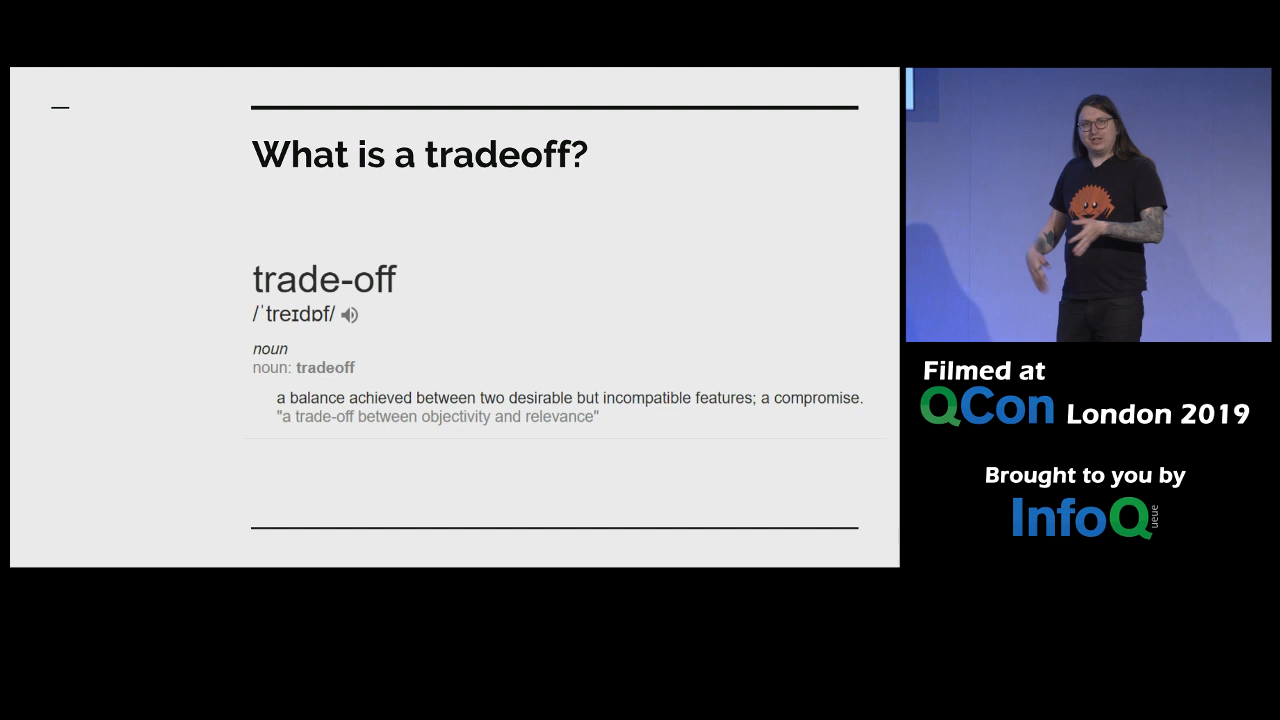 What is a tradeoff?
trade-off
/ˈtreɪdɒf/
noun
noun: tradeoff
a balance achieved between two desirable but incompatible features; a compromise.
"a trade-off between objectivity and relevance"
Filmed at
QCon London 2019
Brought to you by
InfoQueue